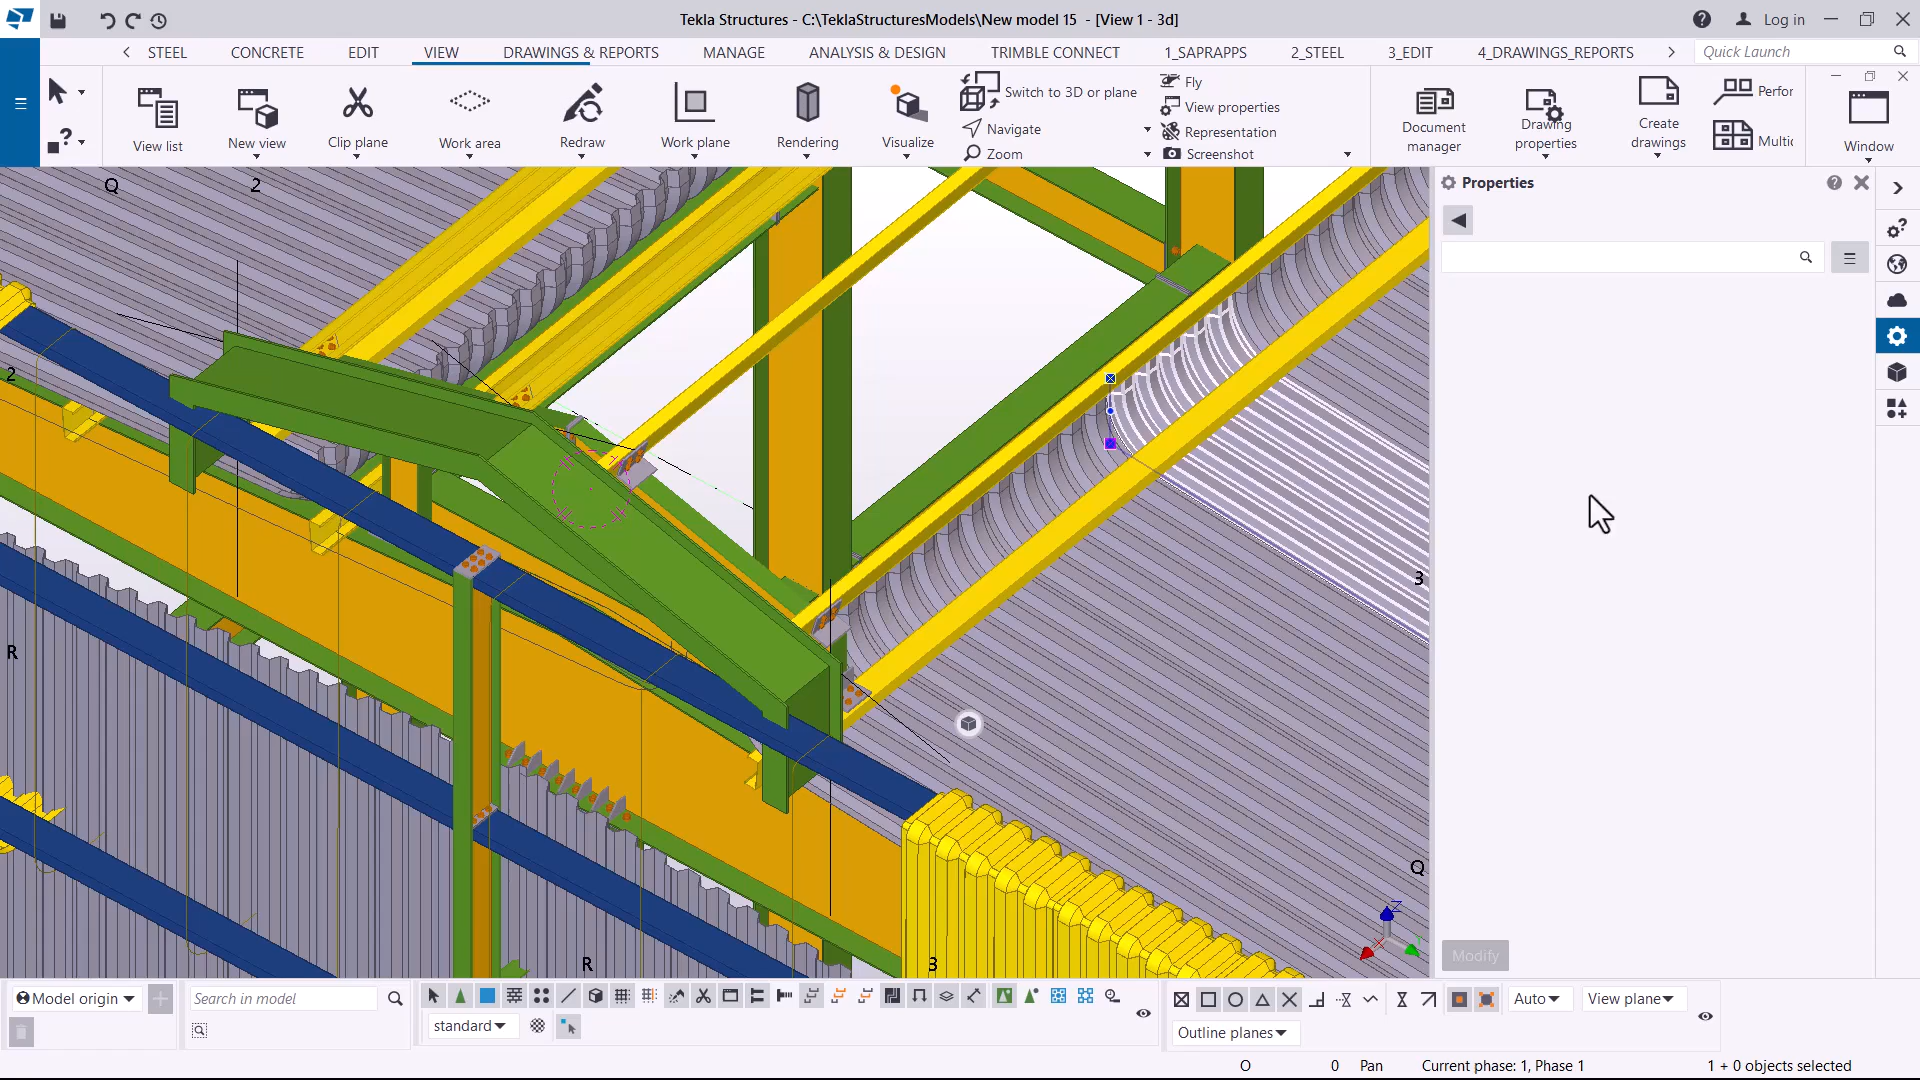 Tekla Structures - C:\TeklaStructuresModels\New model 15 - [View 1 - 3d]
Log in
STEEL
CONCRETE
EDIT
VIEW
DRAWINGS & REPORTS
MANAGE
ANALYSIS & DESIGN
TRIMBLE CONNECT
1_SAPRAPPS
2_STEEL
3_EDIT
4_DRAWINGS_REPORTS
Quick Launch
View list
New view
Clip plane
Work area
Redraw
Work plane
Rendering
Visualize
Switch to 3D or plane
Navigate
Zoom
Fly
View properties
Representation
Screenshot
Document
manager
Drawing
properties
Create
drawings
Perfor
Multi
Window
Properties
Modify
Q
2
2
R
R
3
3
Q
Z
X
Model origin
Search in model
standard
Auto
View plane
Outline planes
O
0
Pan
Current phase: 1, Phase 1
1 + 0 objects selected